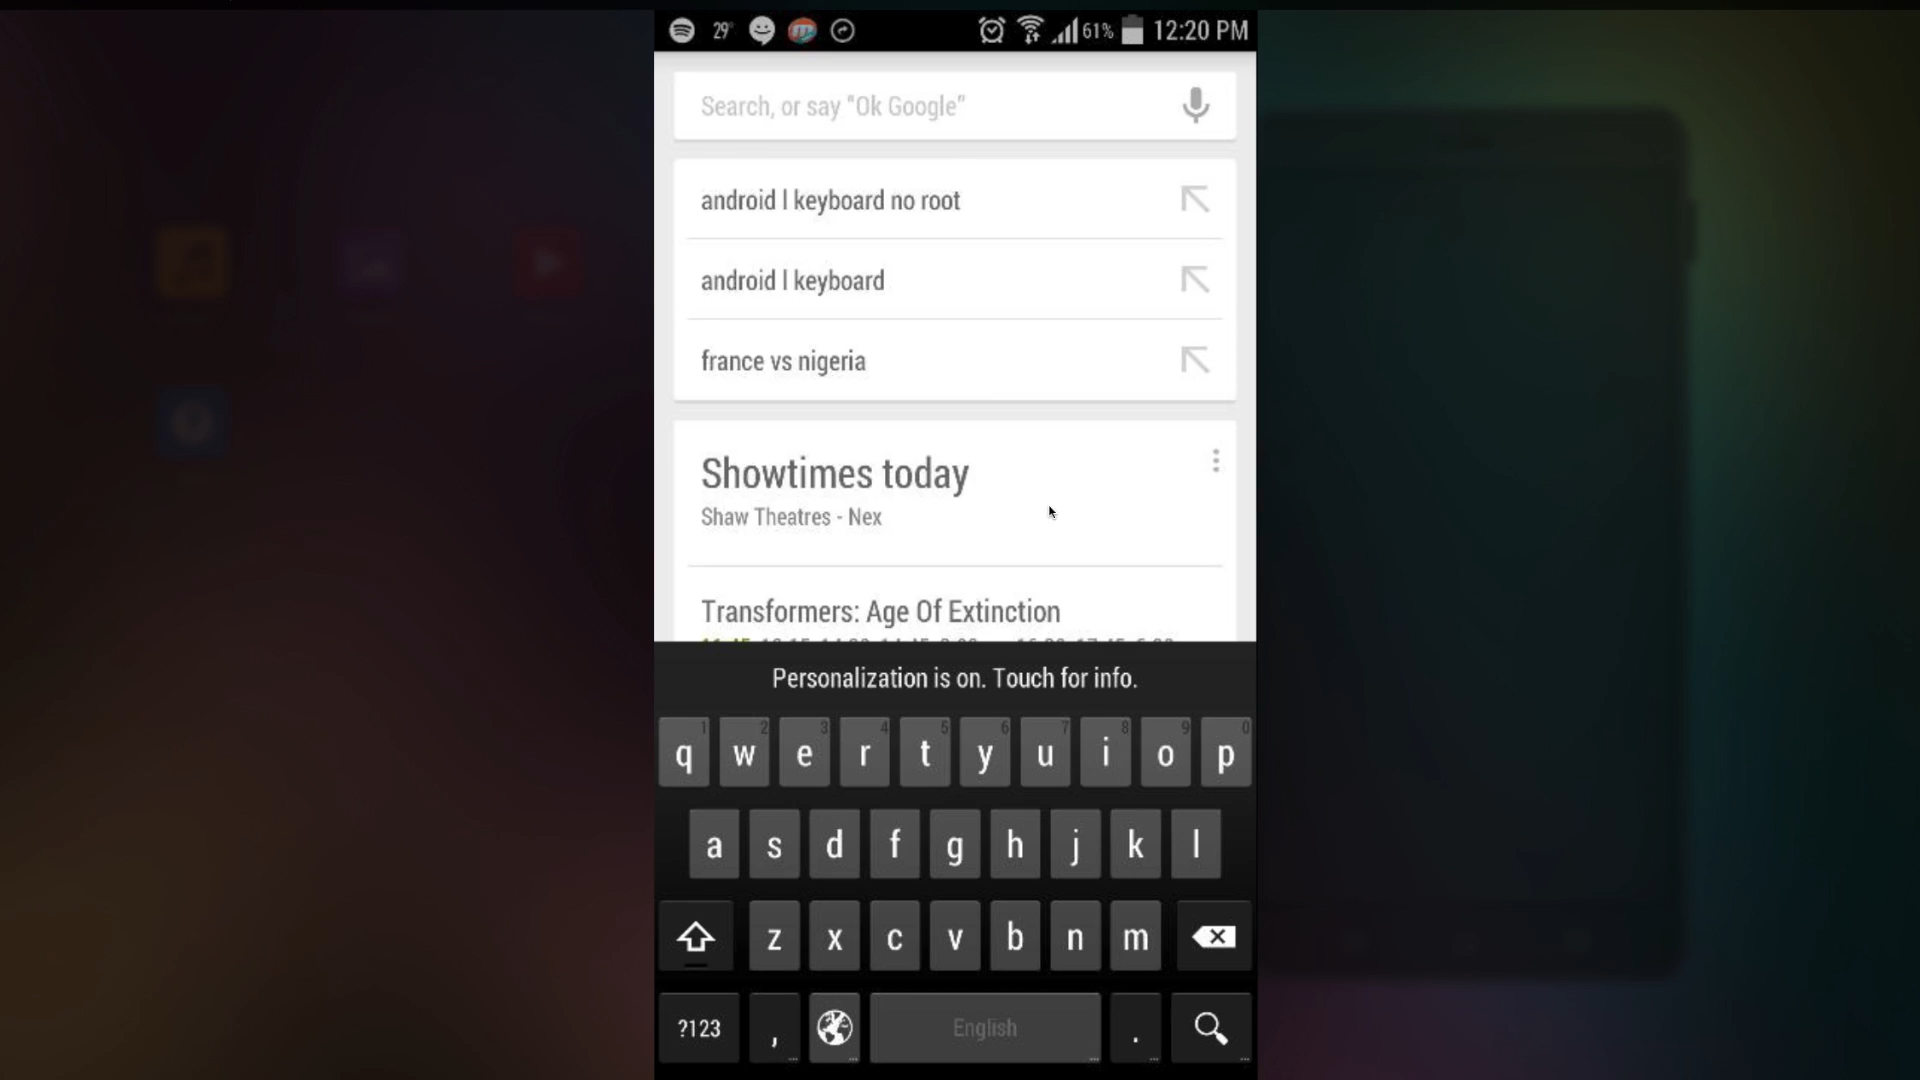 29°
61%
12:20 PM
Search, or say "Ok Google"
android l keyboard no root
android l keyboard
france vs nigeria
Showtimes today
Shaw Theatres - Nex
Transformers: Age Of Extinction
Personalization is on. Touch for info.
1 2 3 4 5 6 7 8 9 0
q w e r t y u i o p
a s d f g h j k l
z x c v b n m
?123 , English .